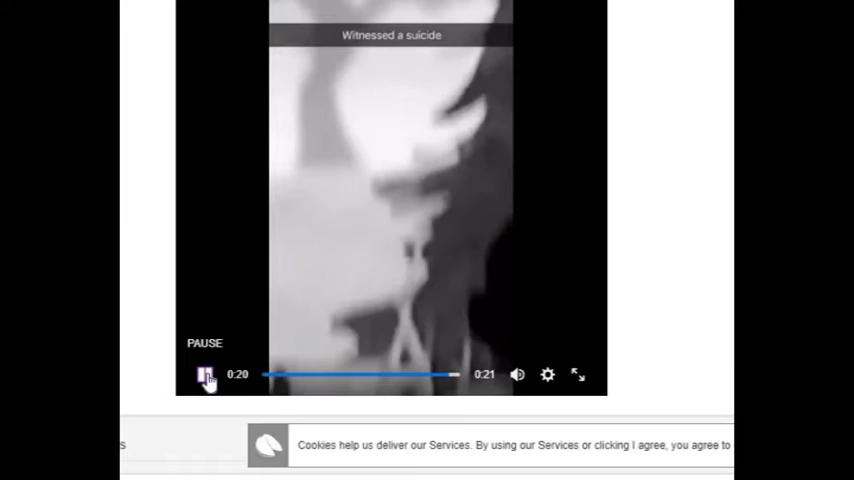 Witnessed a suicide
PAUSE
0:20
0:21
s
Cookies help us deliver our Services. By using our Services or clicking I agree, you agree to